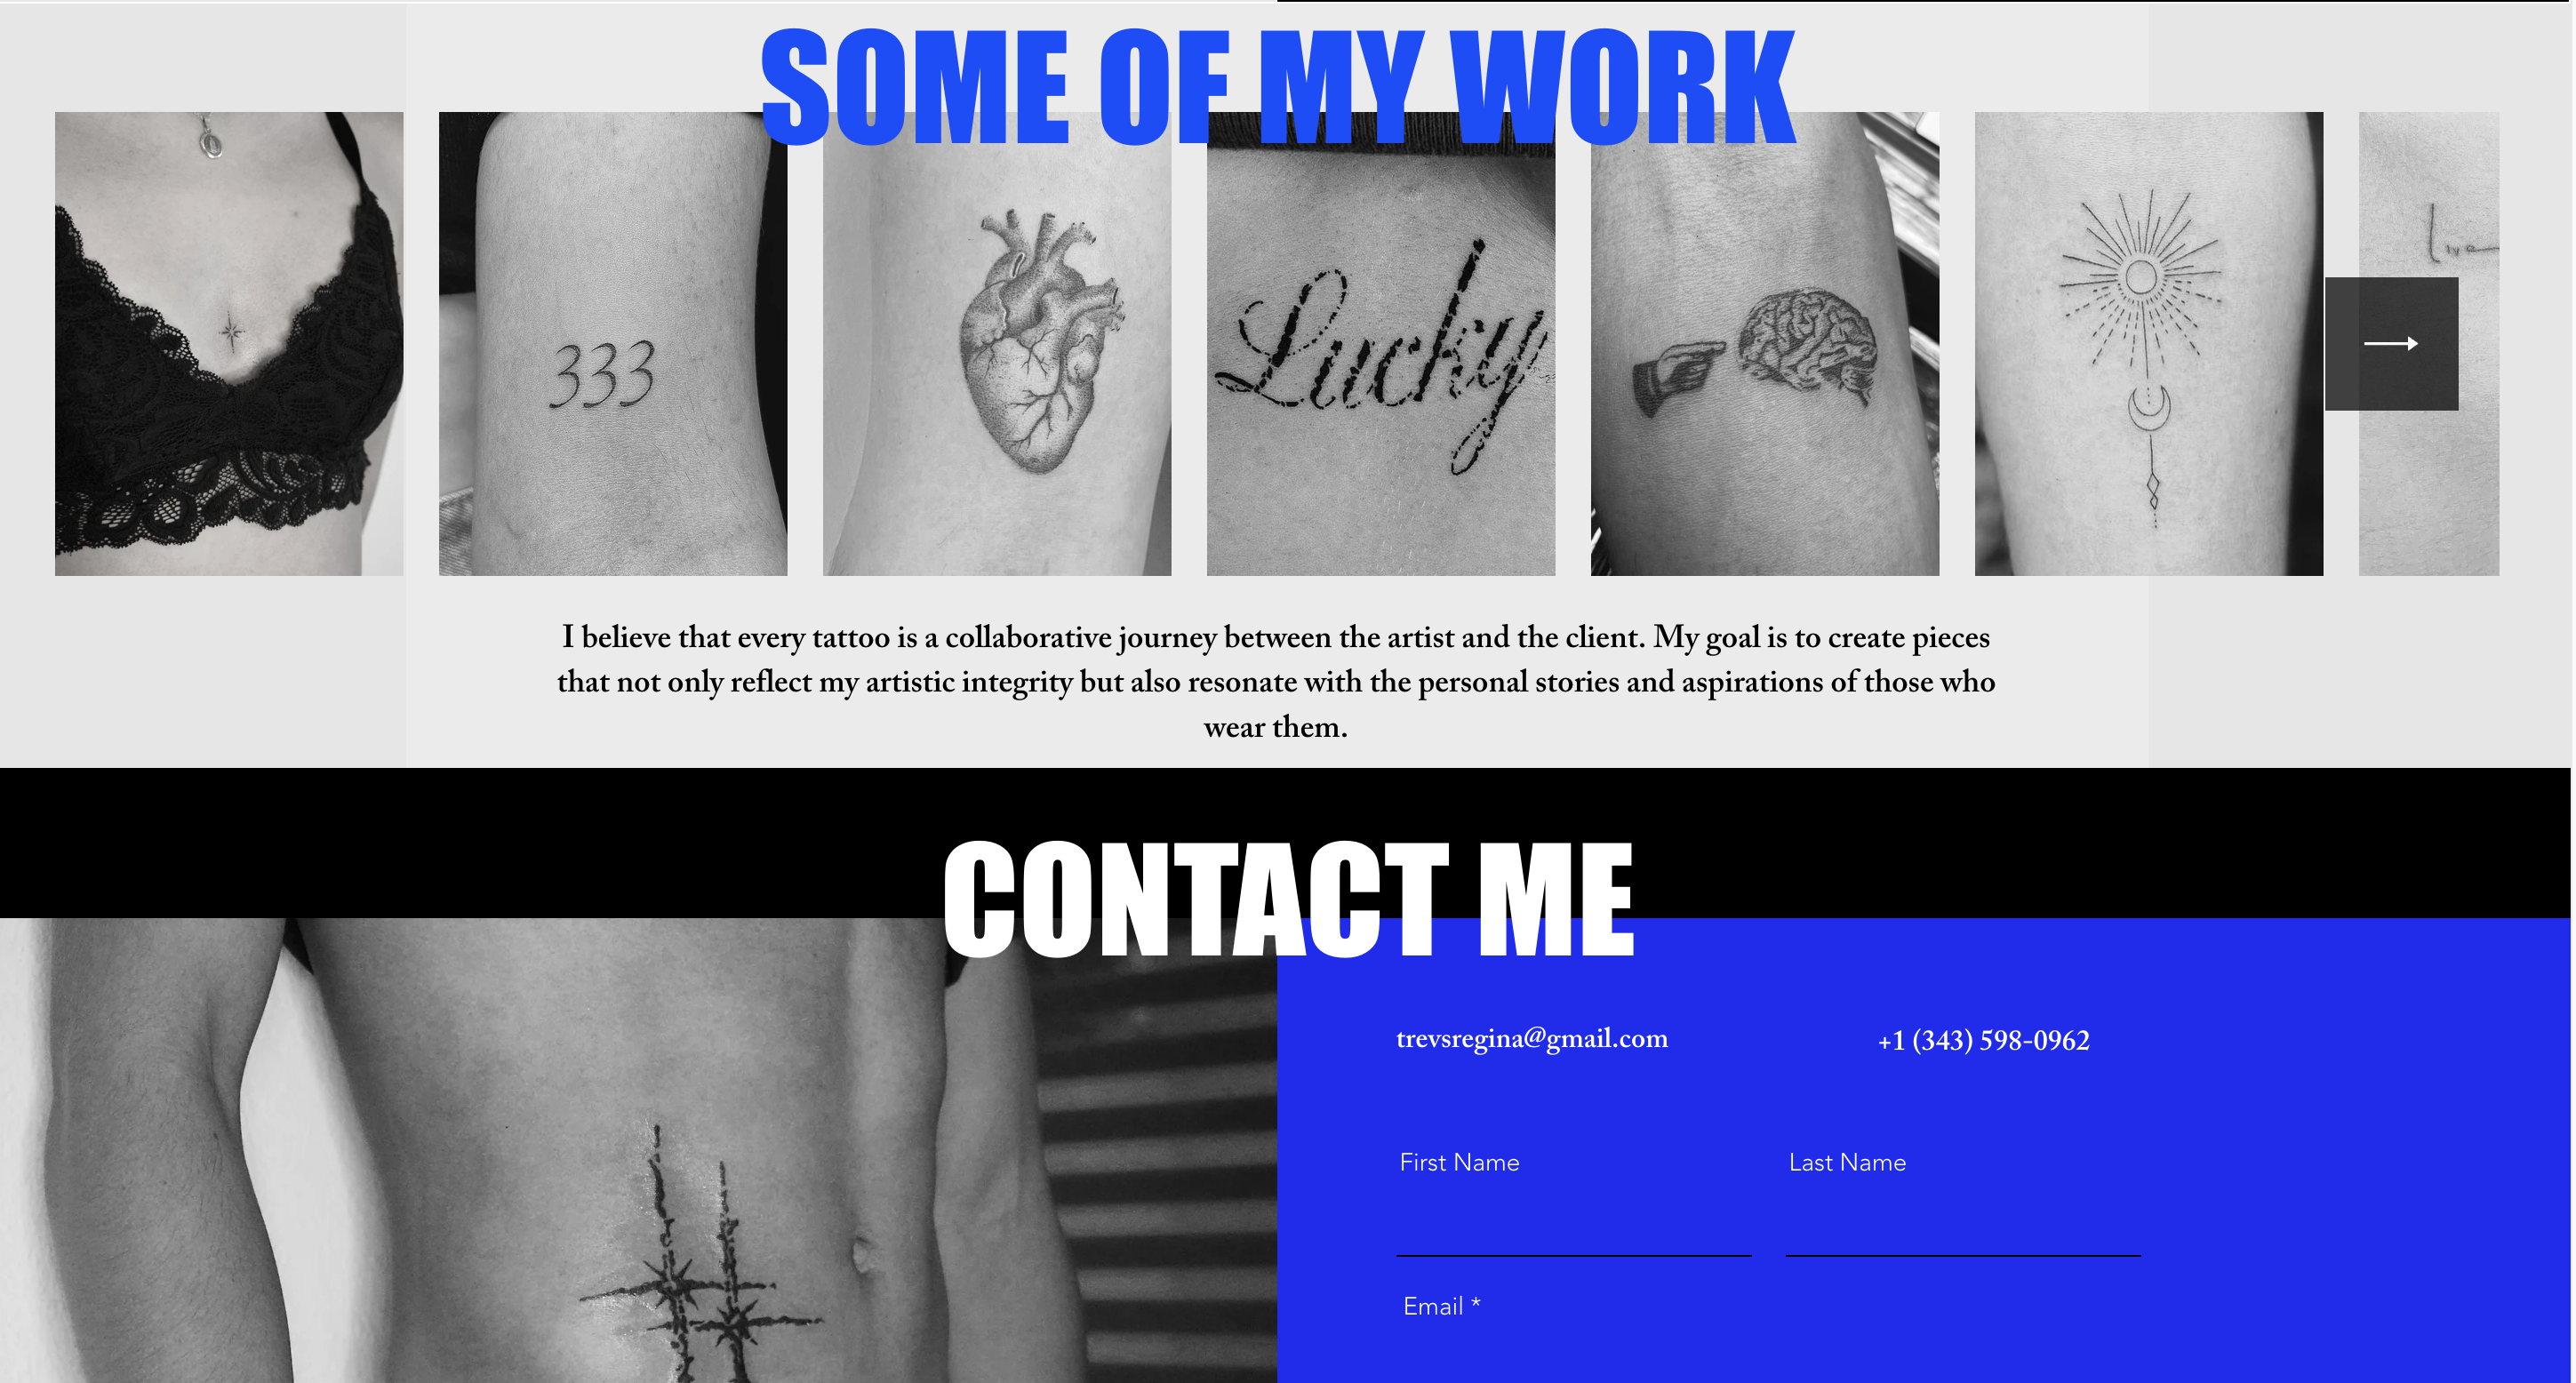 SOME OF MY WORK
333
Lucky
Live
I believe that every tattoo is a collaborative journey between the artist and the client. My goal is to create pieces
that not only reflect my artistic integrity but also resonate with the personal stories and aspirations of those who
wear them.
CONTACT ME
trevsregina@gmail.com
+1 (343) 598-0962
First Name
Last Name
Email *